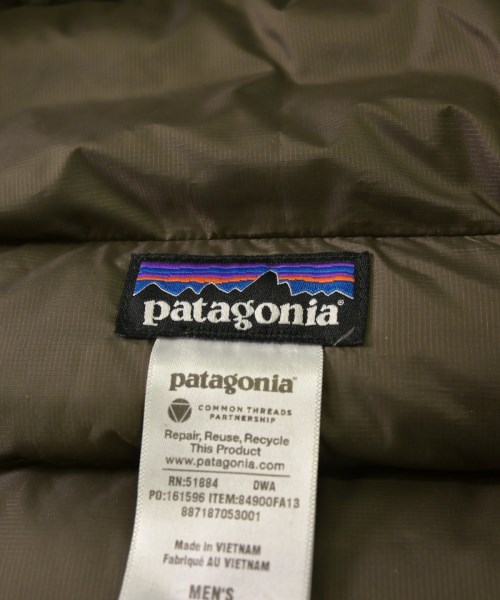 patagonia®
patagonia®
COMMON THREADS
PARTNERSHIP
Repair, Reuse, Recycle
This Product
www.patagonia.com
RN:51884 DWA
PO:161596 ITEM:84900FA13
887187053001
Made in VIETNAM
Fabriqué AU VIETNAM
MEN'S